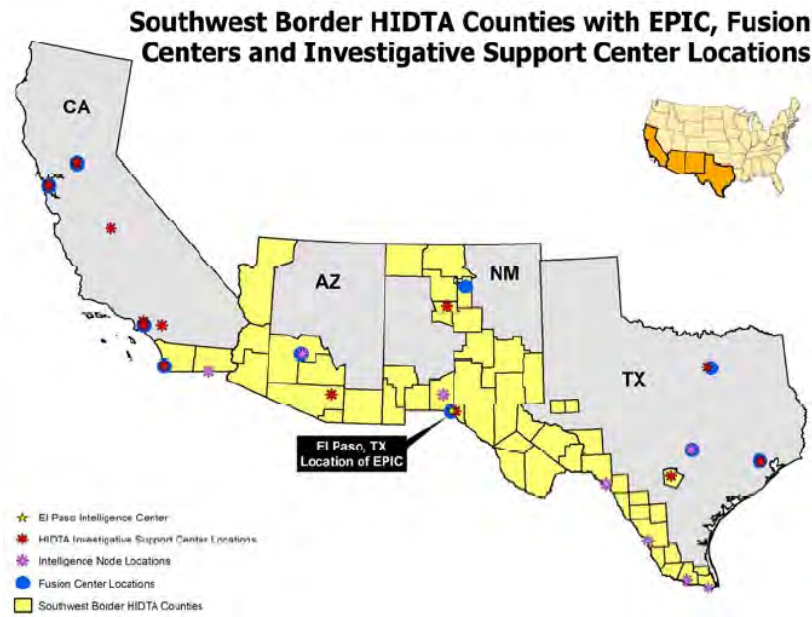 Southwest Border HIDTA Counties with EPIC, Fusion
Centers and Investigative Support Center Locations
CA
AZ
NM
TX
El Paso, TX
Location of EPIC
El Paso Intelligence Center
HIDTA Investigative Support Center Locations
Intelligence Node Locations
Fusion Center Locations
Southwest Border HIDTA Counties